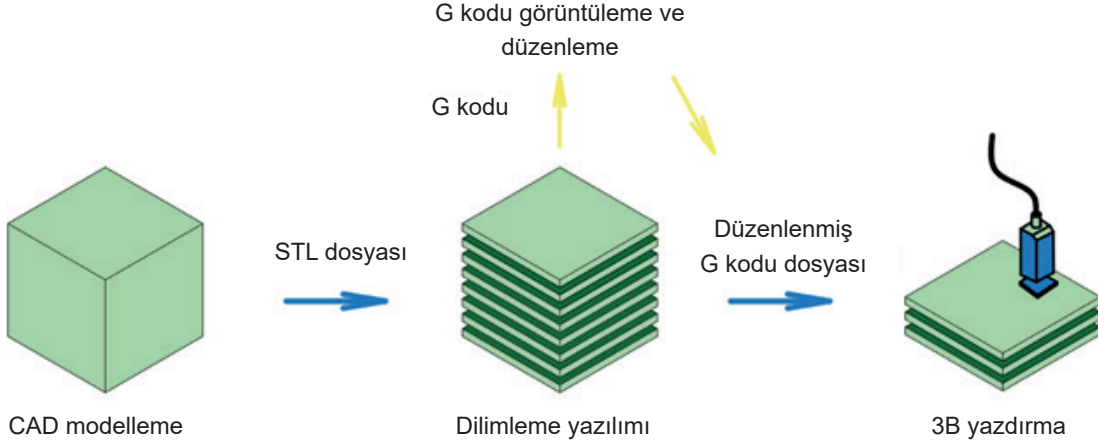 G kodu görüntüleme ve
düzenleme
G kodu
STL dosyası
Düzenlenmiş
G kodu dosyası
CAD modelleme
Dilimleme yazılımı
3B yazdırma